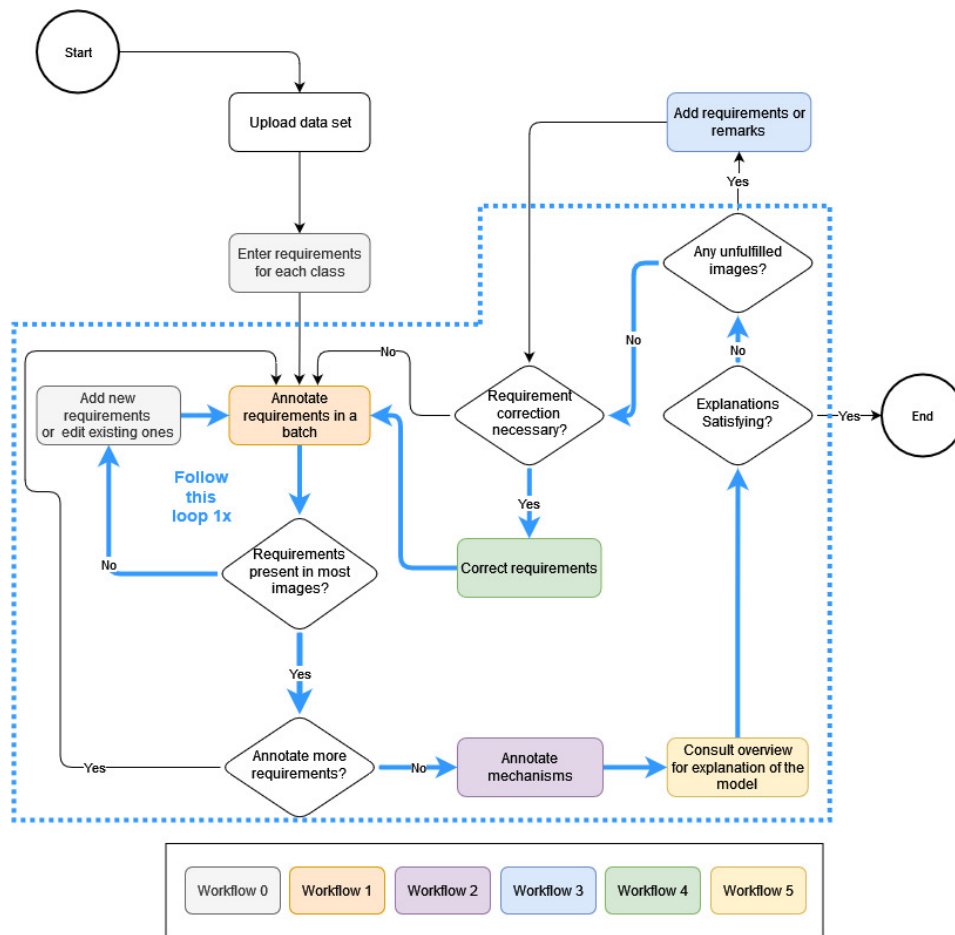 Start
Upload data set
Add requirements or
remarks
Yes
Enter requirements
for each class
Any unfulfilled
images?
No
No
No
Add new
requirements
or edit existing ones
Annotate
requirements in a
batch
Requirement
correction
necessary?
Explanations
Satisfying?
Yes
End
Follow
this
loop 1x
Yes
No
Requirements
present in most
images?
Correct requirements
Yes
Yes
Annotate more
requirements?
No
Annotate
mechanisms
Consult overview
for explanation of the
model
Workflow 0
Workflow 1
Workflow 2
Workflow 3
Workflow 4
Workflow 5